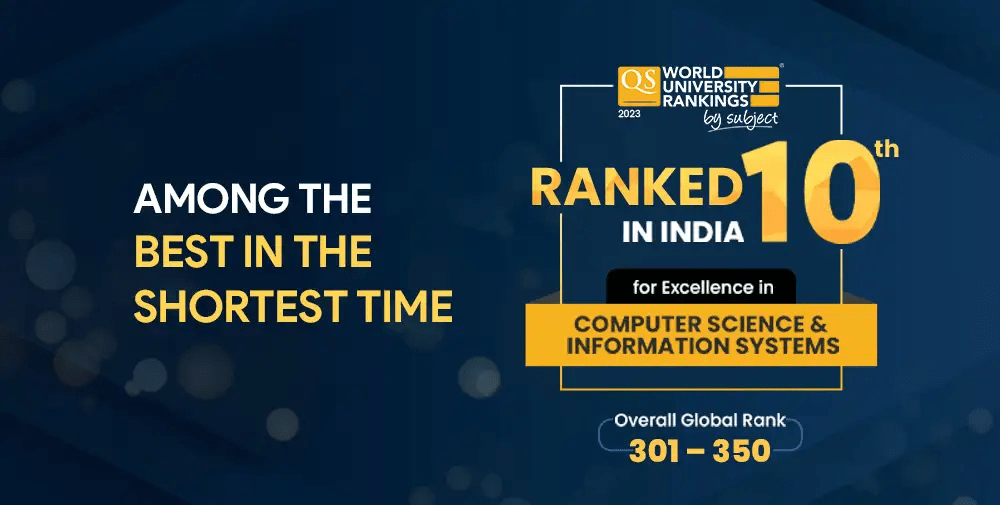 AMONG THE
BEST IN THE
SHORTEST TIME
QS WORLD
UNIVERSITY
RANKINGS
2023
by subject
RANKED 10th
IN INDIA
for Excellence in
COMPUTER SCIENCE &
INFORMATION SYSTEMS
Overall Global Rank
301 – 350